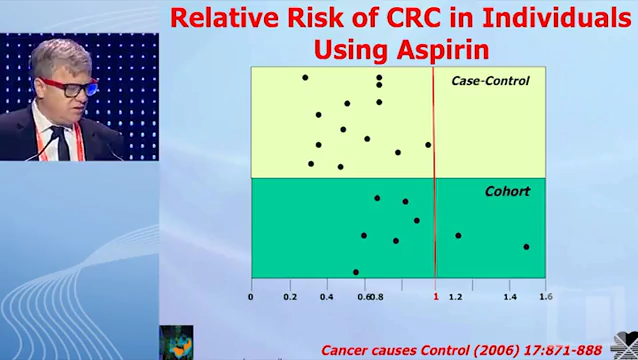 Relative Risk of CRC in Individuals
Using Aspirin
Case-Control
Cohort
0 0.2 0.4 0.6 0.8 1 1.2 1.4 1.6
Cancer causes Control (2006) 17:871-888